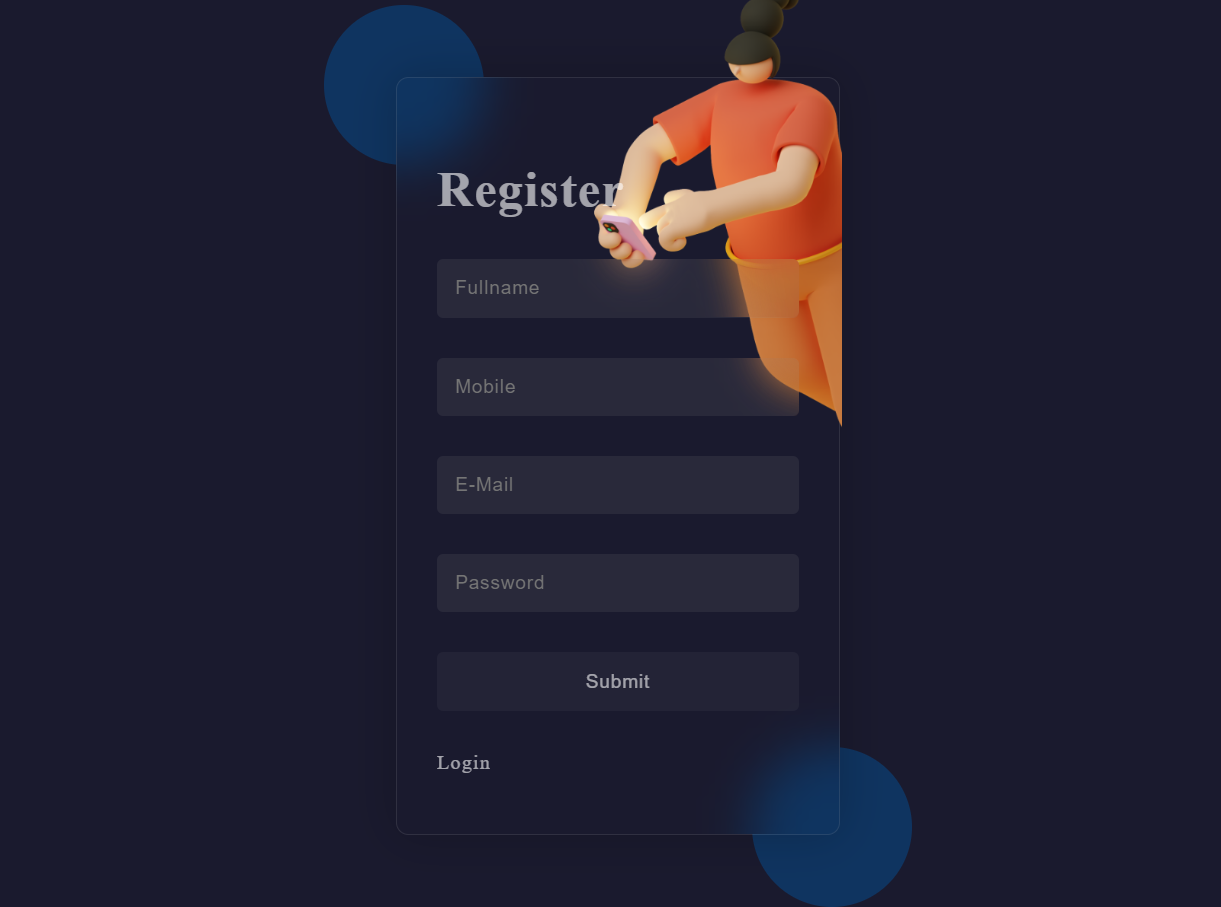 Register
Fullname
Mobile
E-Mail
Password
Submit
Login